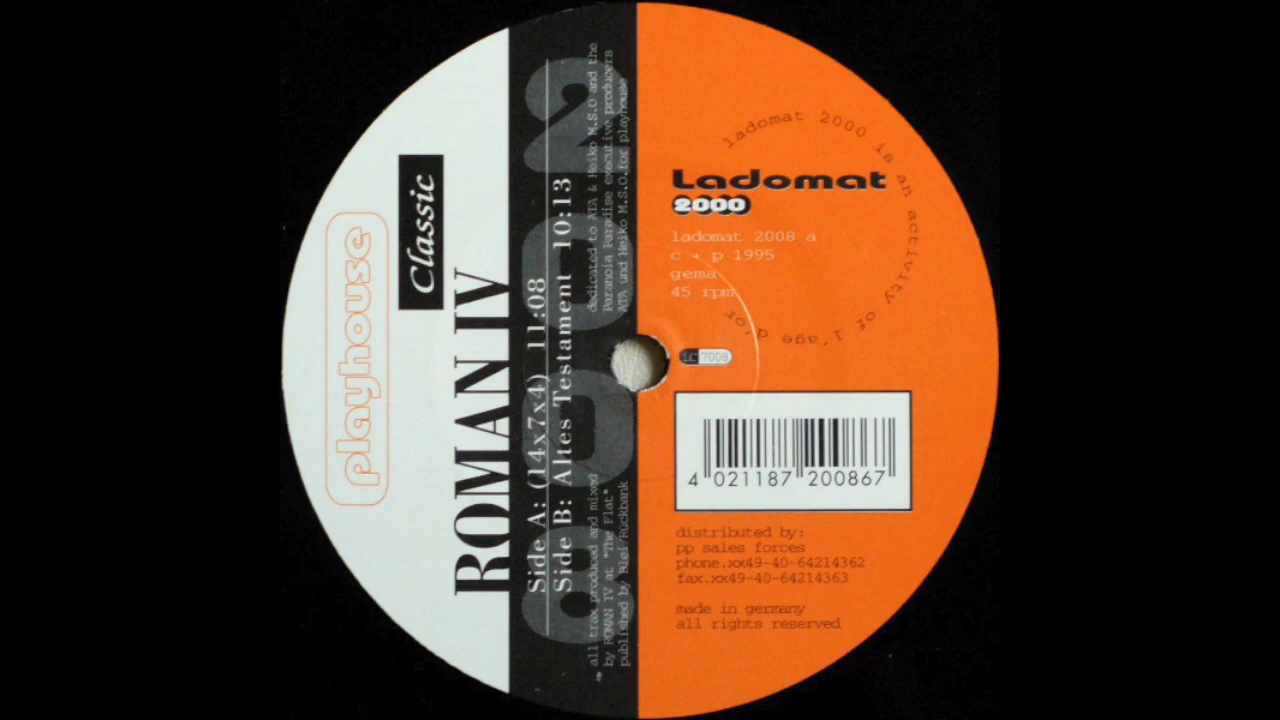 playhouse
Classic
ROMAN IV
Side A: (14x7x4) 11:08
Side B: Altes Testament 10:13
all trax produced and mixed
by ROMAN IV at "The Flat"
published by Blei Rückbank
dedicated to ATA & Heiko M.S.O and the
Paranoia Paradise executive producers
ATA und Heiko M.S.O.for playhouse
2008
ladomat 2000 is an activity of l'age d'or
Ladomat
2000
ladomat 2008 a
c + p 1995
gema
45 rpm
LC 7008
4 021187 200867
distributed by:
pp sales forces
phone.xx49-40-64214362
fax.xx49-40-64214363
made in germany
all rights reserved